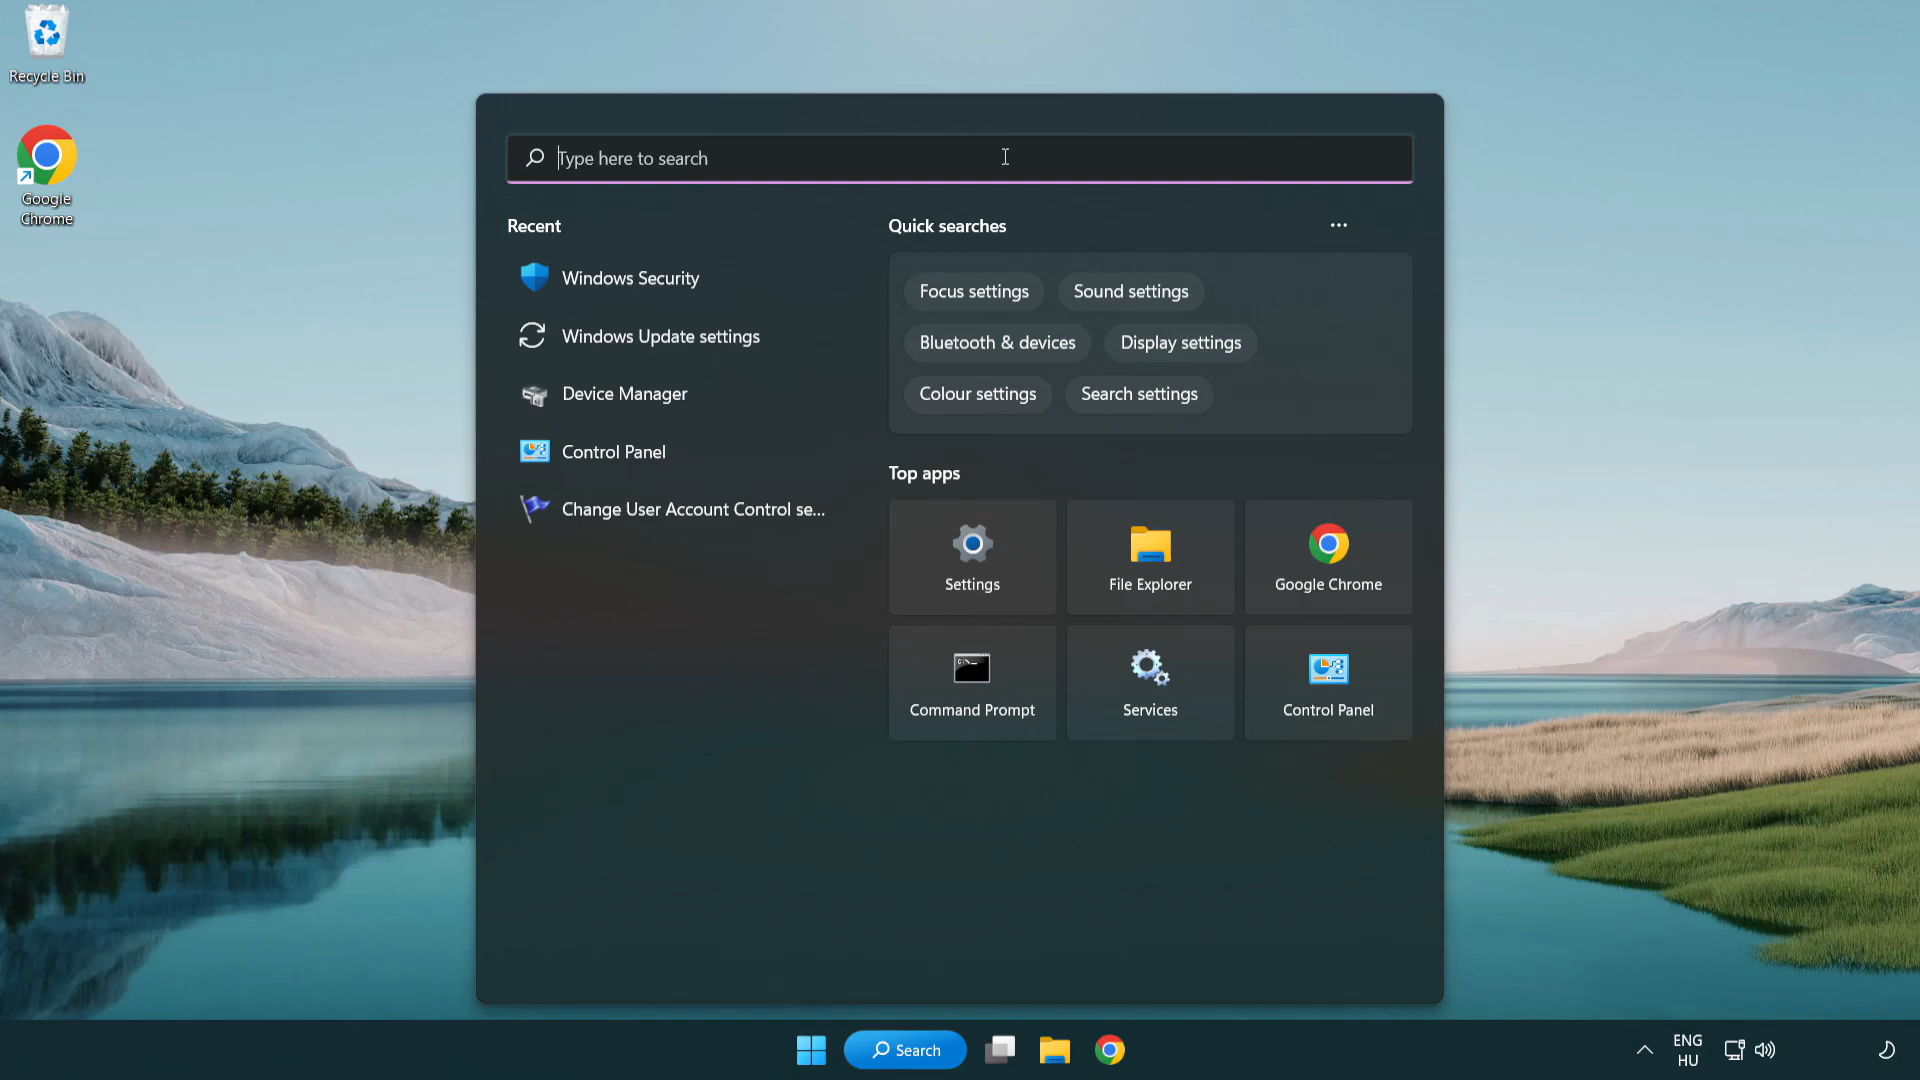 Recycle Bin
Google
Chrome
Type here to search
Recent
Windows Security
Windows Update settings
Device Manager
Control Panel
Change User Account Control se...
Quick searches
Focus settings
Sound settings
Bluetooth & devices
Display settings
Colour settings
Search settings
Top apps
Settings
File Explorer
Google Chrome
Command Prompt
Services
Control Panel
Search
ENG
HU